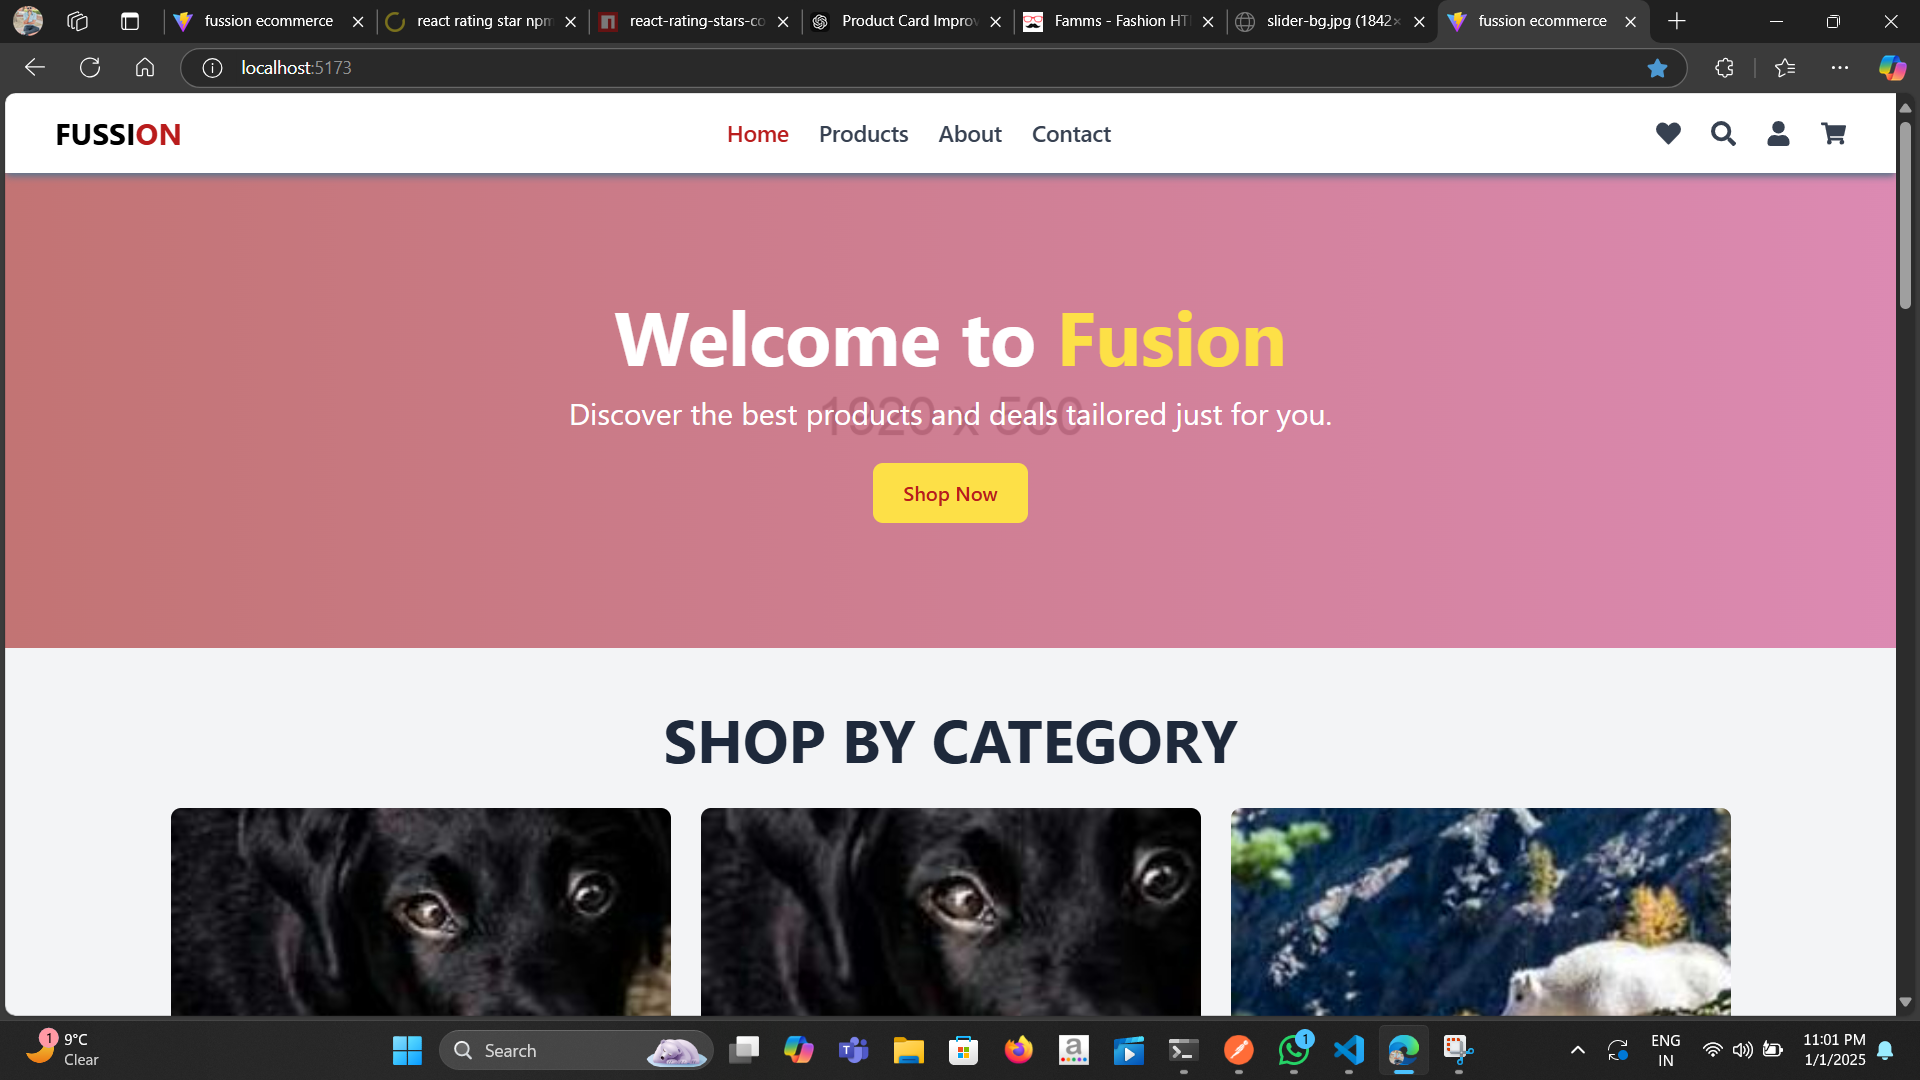 fussion ecommerce
react rating star npm
react-rating-stars-co
Product Card Improv
Famms - Fashion HT
slider-bg.jpg (1842×
fussion ecommerce
localhost:5173
FUSSION
Home Products About Contact
Welcome to Fusion
1920 x 500
Discover the best products and deals tailored just for you.
Shop Now
SHOP BY CATEGORY
1
9°C
Clear
Search
1
ENG
IN
11:01 PM
1/1/2025